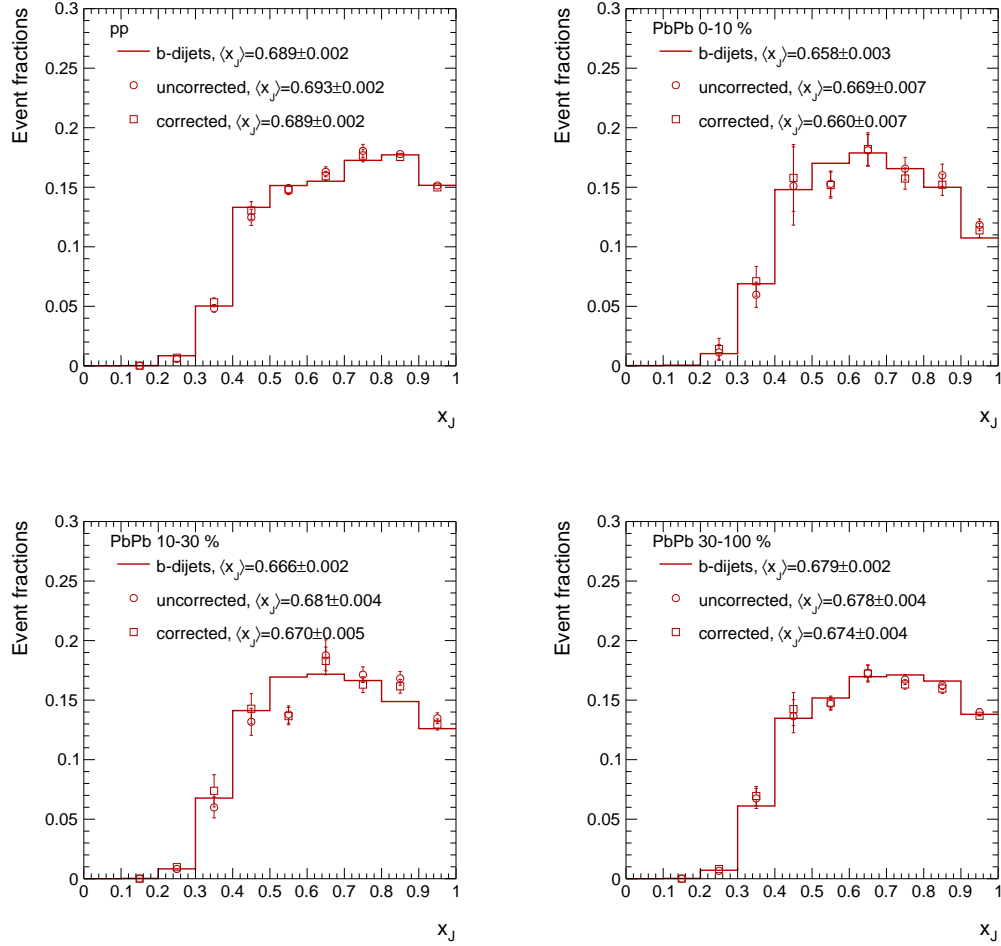 Event fractions
0.3
0.25
0.2
0.15
0.1
0.05
0
pp
b-dijets, ⟨x_J⟩=0.689±0.002
uncorrected, ⟨x_J⟩=0.693±0.002
corrected, ⟨x_J⟩=0.689±0.002
0 0.1 0.2 0.3 0.4 0.5 0.6 0.7 0.8 0.9 1
x_J
Event fractions
0.3
0.25
0.2
0.15
0.1
0.05
0
PbPb 0-10 %
b-dijets, ⟨x_J⟩=0.658±0.003
uncorrected, ⟨x_J⟩=0.669±0.007
corrected, ⟨x_J⟩=0.660±0.007
0 0.1 0.2 0.3 0.4 0.5 0.6 0.7 0.8 0.9 1
x_J
Event fractions
0.3
0.25
0.2
0.15
0.1
0.05
0
PbPb 10-30 %
b-dijets, ⟨x_J⟩=0.666±0.002
uncorrected, ⟨x_J⟩=0.681±0.004
corrected, ⟨x_J⟩=0.670±0.005
0 0.1 0.2 0.3 0.4 0.5 0.6 0.7 0.8 0.9 1
x_J
Event fractions
0.3
0.25
0.2
0.15
0.1
0.05
0
PbPb 30-100 %
b-dijets, ⟨x_J⟩=0.679±0.002
uncorrected, ⟨x_J⟩=0.678±0.004
corrected, ⟨x_J⟩=0.674±0.004
0 0.1 0.2 0.3 0.4 0.5 0.6 0.7 0.8 0.9 1
x_J